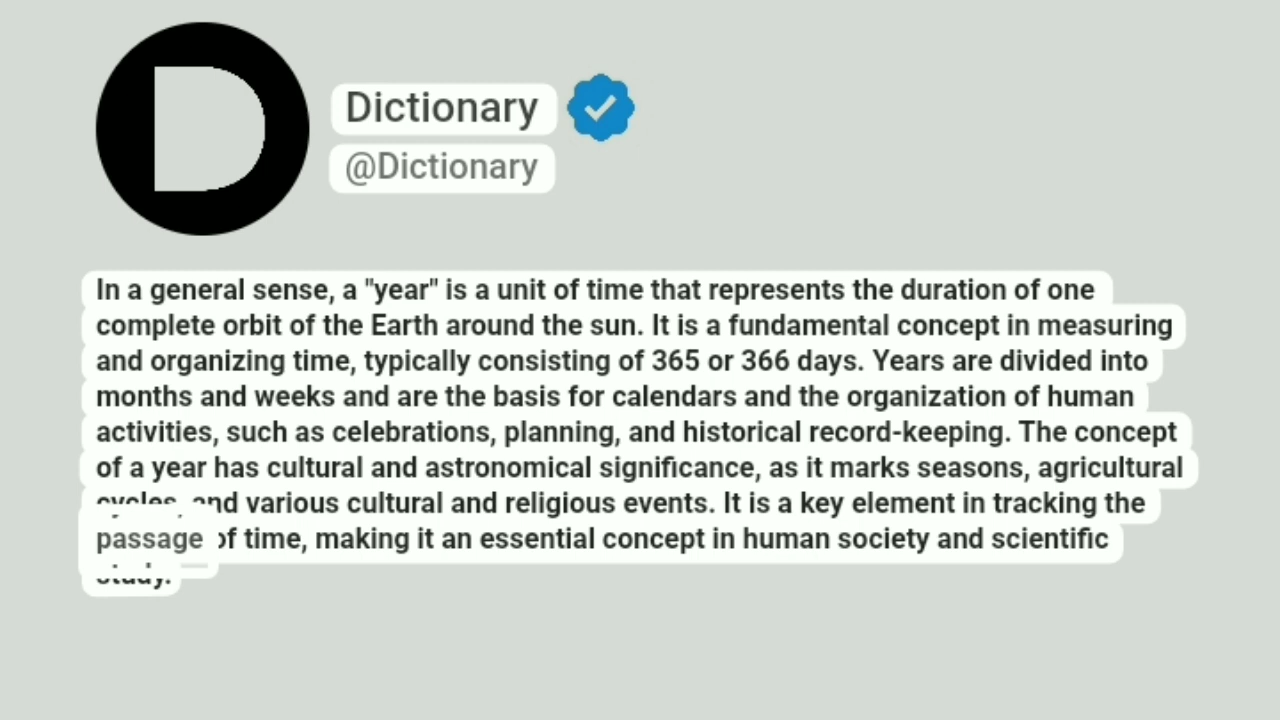 D
Dictionary
@Dictionary
In a general sense, a "year" is a unit of time that represents the duration of one
complete orbit of the Earth around the sun. It is a fundamental concept in measuring
and organizing time, typically consisting of 365 or 366 days. Years are divided into
months and weeks and are the basis for calendars and the organization of human
activities, such as celebrations, planning, and historical record-keeping. The concept
of a year has cultural and astronomical significance, as it marks seasons, agricultural
cycles, and various cultural and religious events. It is a key element in tracking the
passage of time, making it an essential concept in human society and scientific
study.